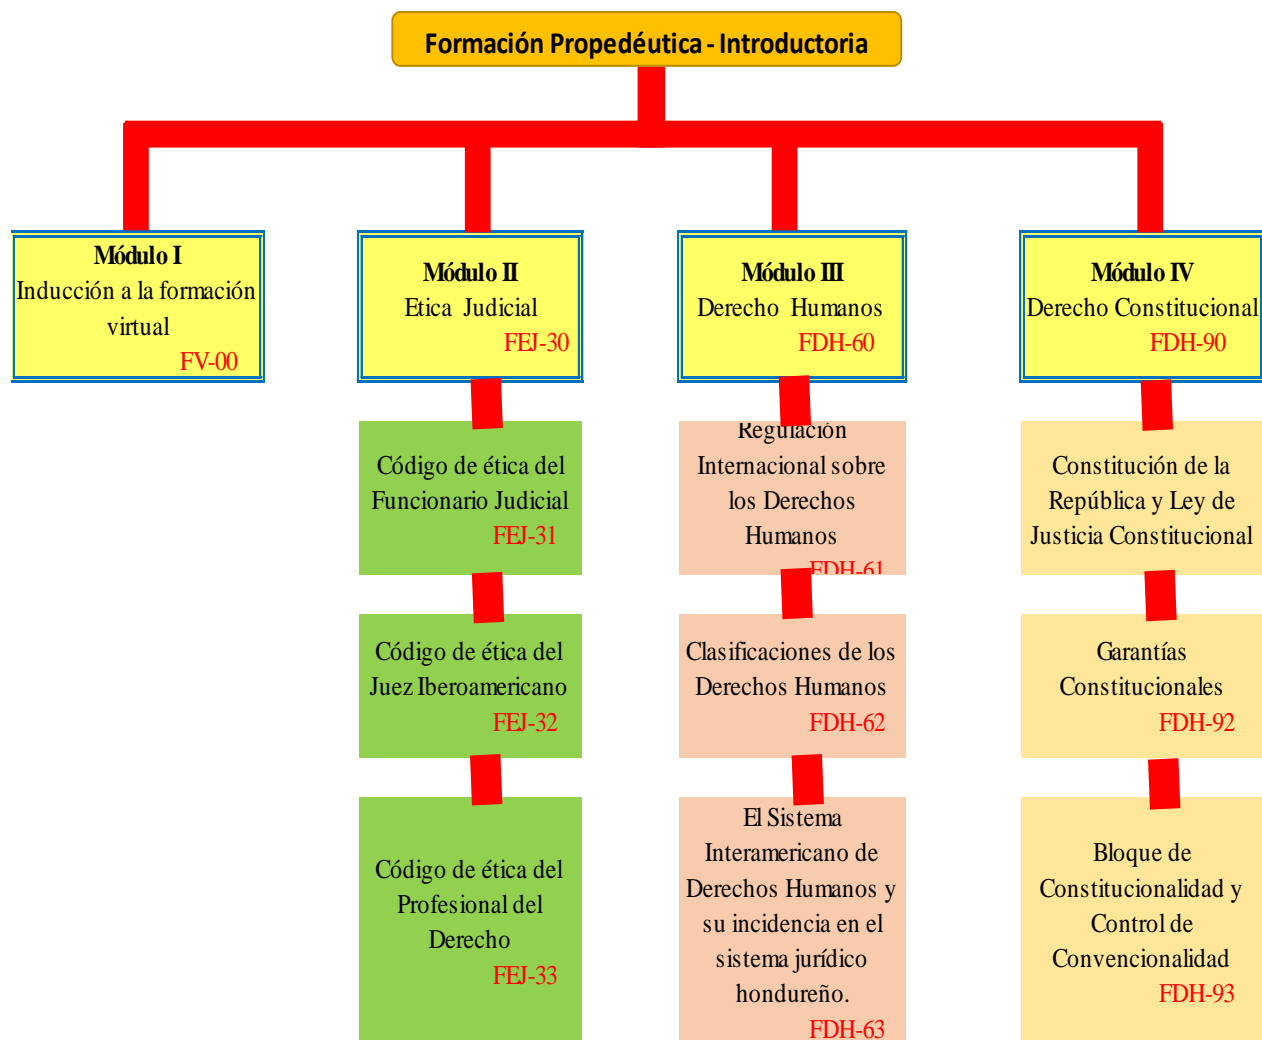 Formación Propedéutica - Introductoria
Módulo I
Inducción a la formación
virtual
FV-00
Módulo II
Etica Judicial
FEJ-30
Módulo III
Derecho Humanos
FDH-60
Módulo IV
Derecho Constitucional
FDH-90
Código de ética del
Funcionario Judicial
FEJ-31
Código de ética del
Juez Iberoamericano
FEJ-32
Código de ética del
Profesional del
Derecho
FEJ-33
Regulación
Internacional sobre
los Derechos
Humanos
FDH-61
Clasificaciones de los
Derechos Humanos
FDH-62
El Sistema
Interamericano de
Derechos Humanos y
su incidencia en el
sistema jurídico
hondureño.
FDH-63
Constitución de la
República y Ley de
Justicia Constitucional
Garantías
Constitucionales
FDH-92
Bloque de
Constitucionalidad y
Control de
Convencionalidad
FDH-93